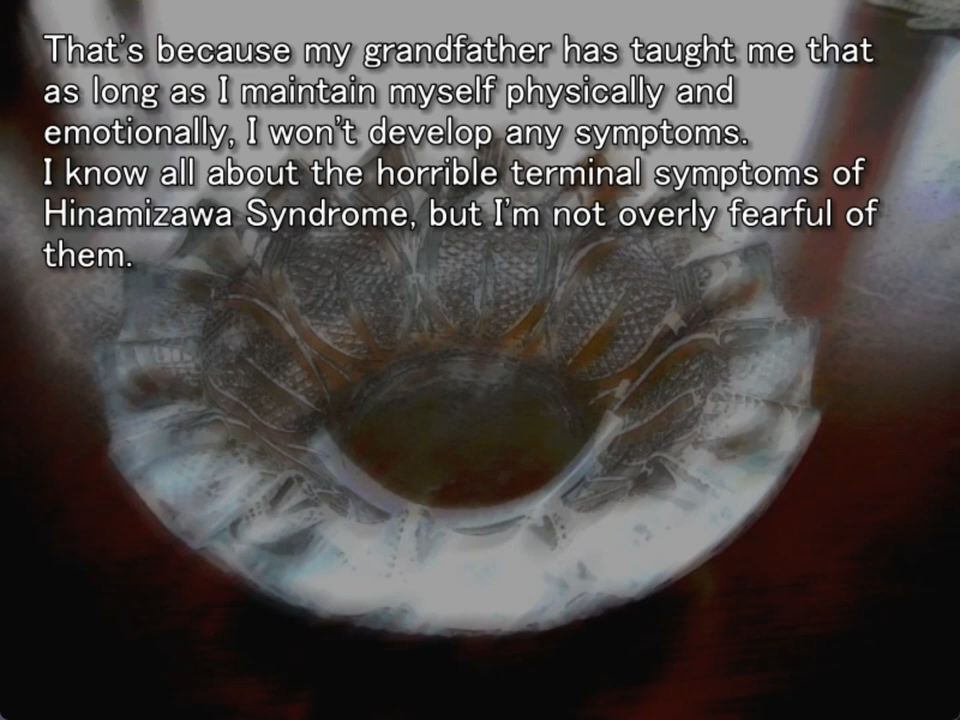 That's because my grandfather has taught me that
as long as I maintain myself physically and
emotionally, I won't develop any symptoms.
I know all about the horrible terminal symptoms of
Hinamizawa Syndrome, but I'm not overly fearful of
them.